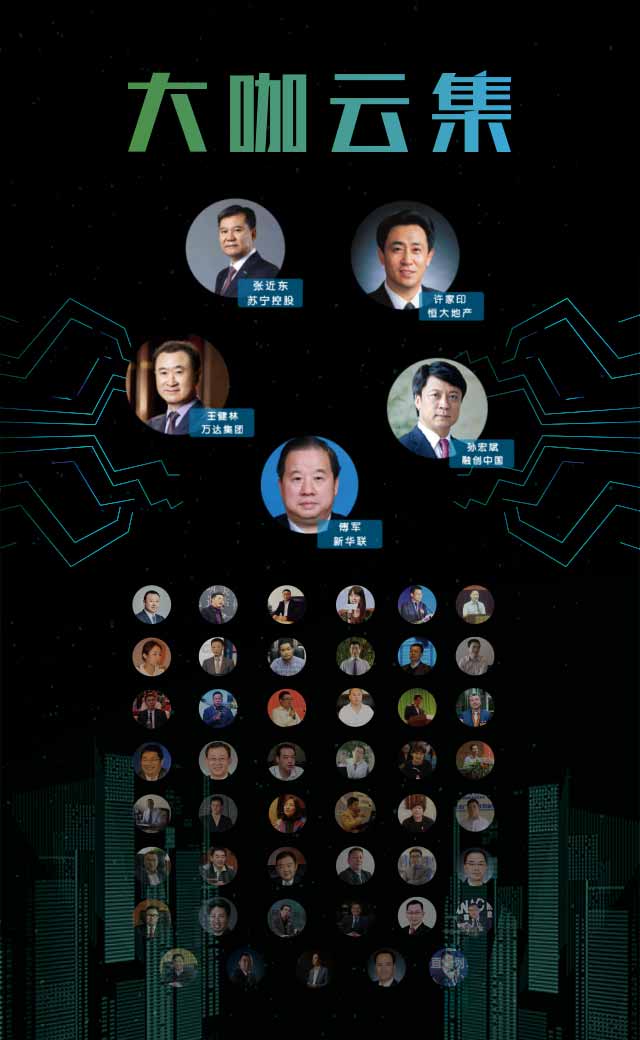 大咖云集
张近东
苏宁控股
许家印
恒大地产
王健林
万达集团
孙宏斌
融创中国
傅军
新华联